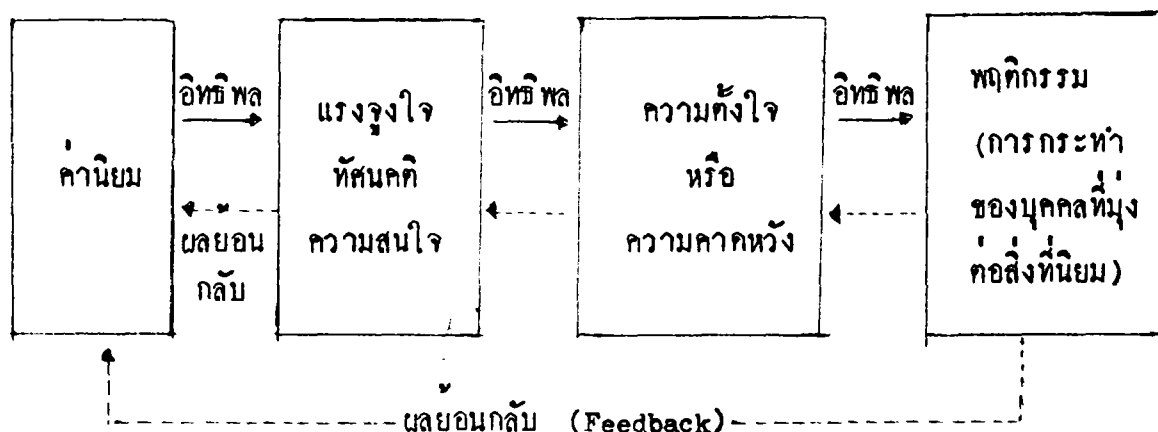 ค่านิยม
อิทธิพล
ผลย้อน
กลับ
แรงจูงใจ
ทัศนคติ
ความสนใจ
อิทธิพล
ความตั้งใจ
หรือ
ความคาดหวัง
อิทธิพล
พฤติกรรม
(การกระทำ
ของบุคคลที่มุ่ง
ต่อสิ่งที่นิยม)
ผลย้อนกลับ (Feedback)